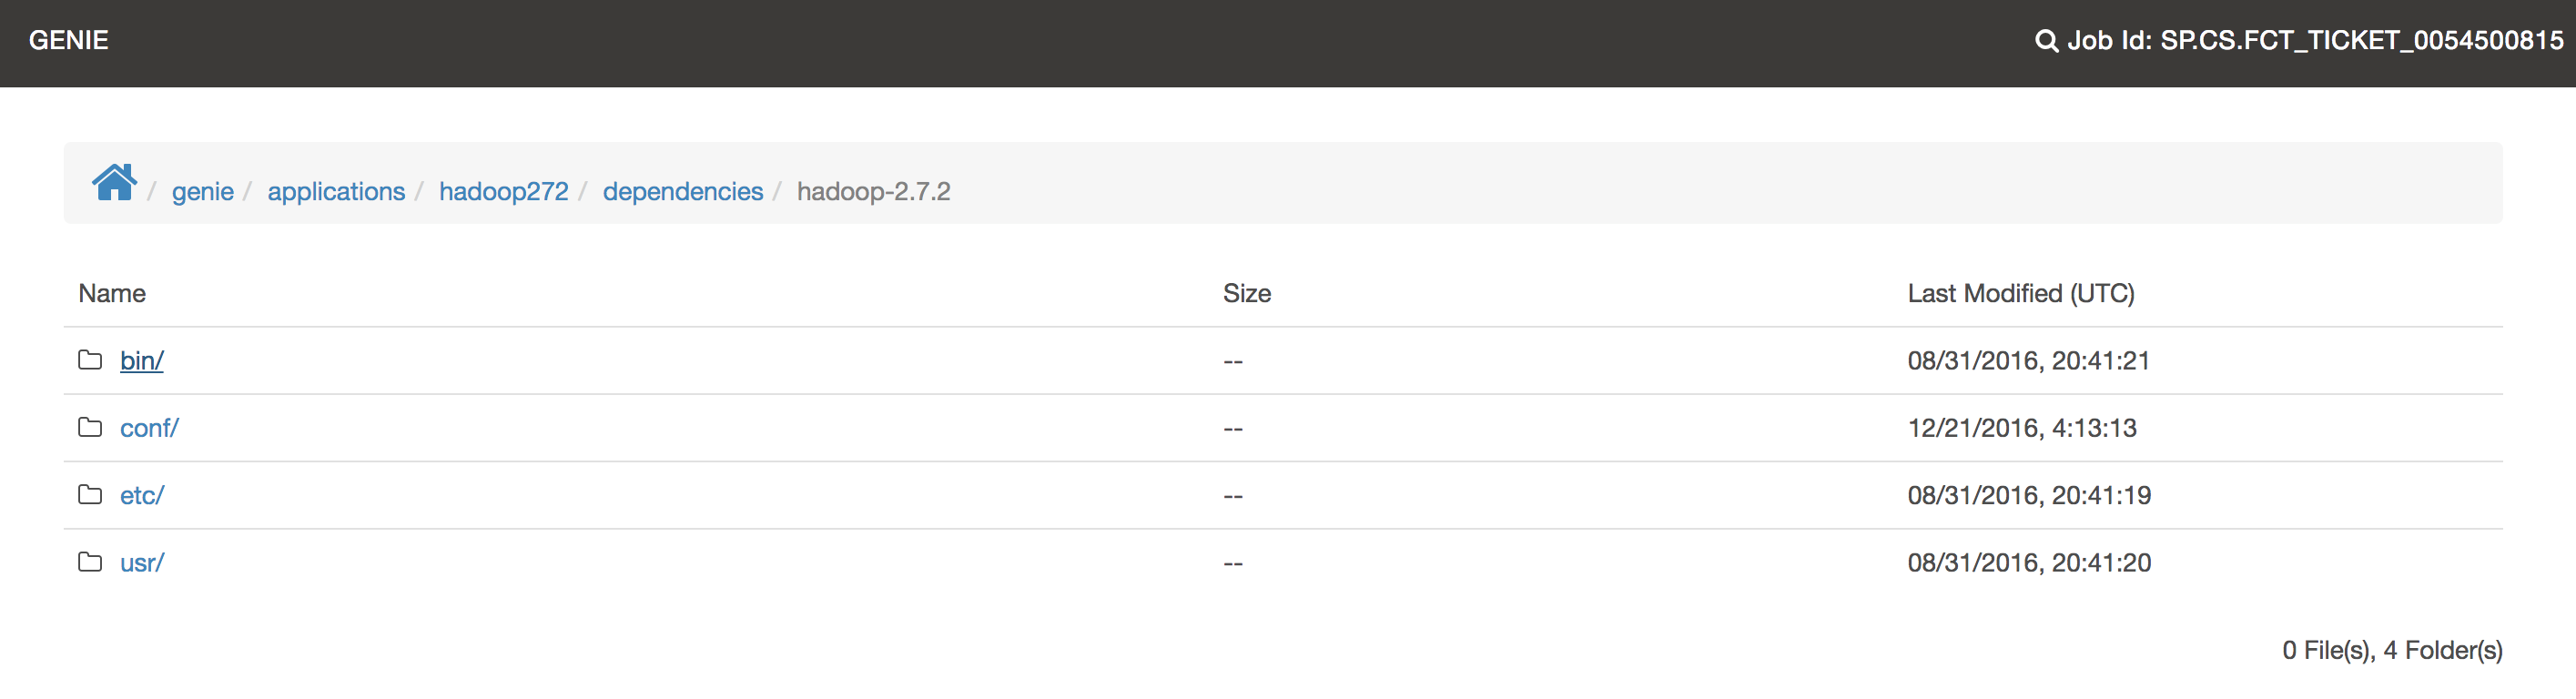 GENIE Job Id: SP.CS.FCT_TICKET_0054500815
/ genie / applications / hadoop272 / dependencies / hadoop-2.7.2
Name Size Last Modified (UTC)
bin/ -- 08/31/2016, 20:41:21
conf/ -- 12/21/2016, 4:13:13
etc/ -- 08/31/2016, 20:41:19
usr/ -- 08/31/2016, 20:41:20
0 File(s), 4 Folder(s)